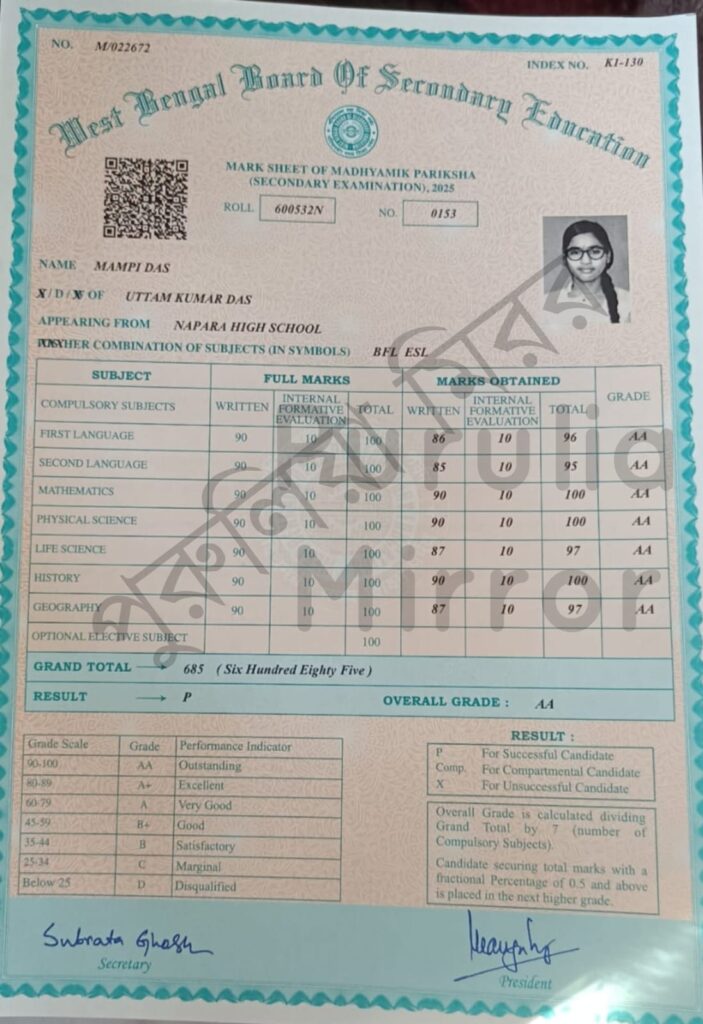 NO. M/022672
INDEX NO. K1-130
West Bengal Board Of Secondary Education
MARK SHEET OF MADHYAMIK PARIKSHA
(SECONDARY EXAMINATION), 2025
ROLL 600532N NO. 0153
NAME MAMPI DAS
/ D / OF UTTAM KUMAR DAS
APPEARING FROM NAPARA HIGH SCHOOL
HER COMBINATION OF SUBJECTS (IN SYMBOLS) BFL ESL
SUBJECT FULL MARKS MARKS OBTAINED GRADE
COMPULSORY SUBJECTS WRITTEN INTERNAL FORMATIVE EVALUATION TOTAL WRITTEN INTERNAL FORMATIVE EVALUATION TOTAL
FIRST LANGUAGE 90 10 100 86 10 96 AA
SECOND LANGUAGE 90 10 100 85 10 95 AA
MATHEMATICS 90 10 100 90 10 100 AA
PHYSICAL SCIENCE 90 10 100 90 10 100 AA
LIFE SCIENCE 90 10 100 87 10 97 AA
HISTORY 90 10 100 90 10 100 AA
GEOGRAPHY 90 10 100 87 10 97 AA
OPTIONAL ELECTIVE SUBJECT 100
GRAND TOTAL → 685 ( Six Hundred Eighty Five )
RESULT → P OVERALL GRADE : AA
পুরুলিয়া মিরর
Purulia
Mirror
Grade Scale Grade Performance Indicator
90-100 AA Outstanding
80-89 A+ Excellent
60-79 A Very Good
45-59 B+ Good
35-44 B Satisfactory
25-34 C Marginal
Below 25 D Disqualified
RESULT :
P For Successful Candidate
Comp. For Compartmental Candidate
X For Unsuccessful Candidate
Overall Grade is calculated dividing
Grand Total by 7 (number of
Compulsory Subjects).
Candidate securing total marks with a
fractional Percentage of 0.5 and above
is placed in the next higher grade.
Subrata Ghosh
Secretary
President